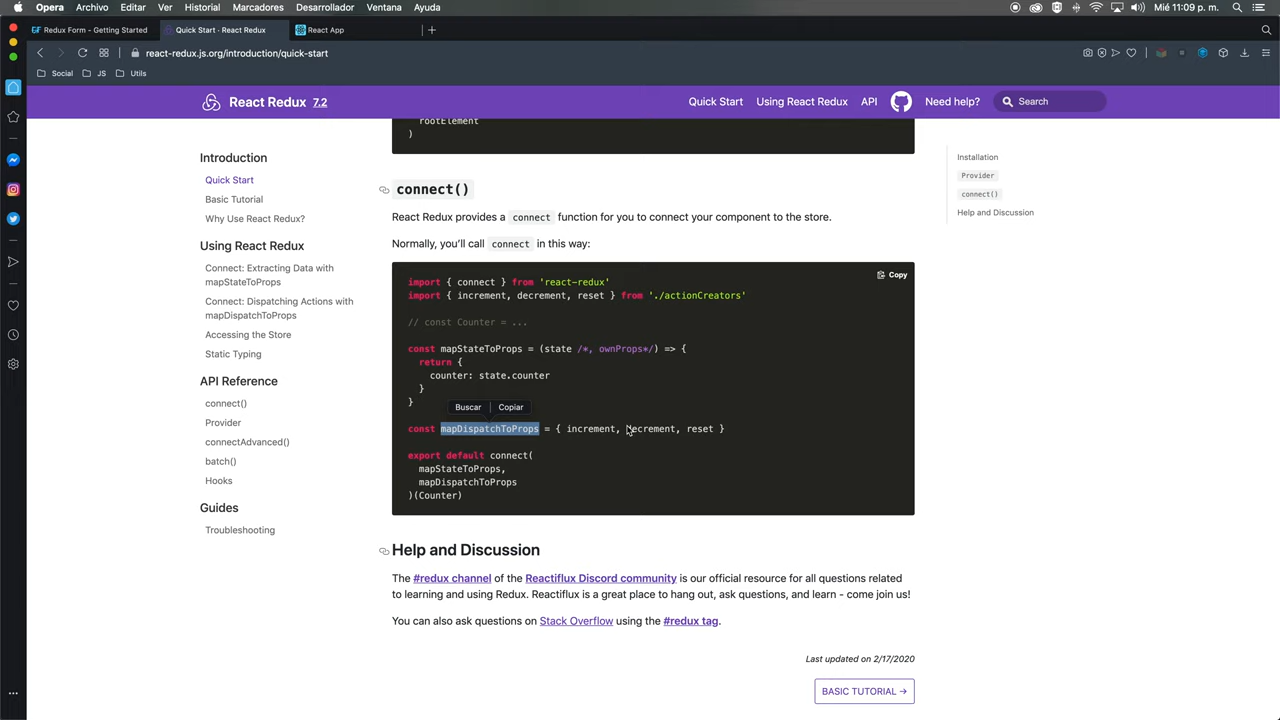 Opera Archivo Editar Ver Historial Marcadores Desarrollador Ventana Ayuda Mié 11:09 p. m.
Redux Form - Getting Started Quick Start · React Redux React App
react-redux.js.org/introduction/quick-start
Social JS Utils
React Redux 7.2 Quick Start Using React Redux API Need help? Search
Introduction
Quick Start
Basic Tutorial
Why Use React Redux?
Using React Redux
Connect: Extracting Data with
mapStateToProps
Connect: Dispatching Actions with
mapDispatchToProps
Accessing the Store
Static Typing
API Reference
connect()
Provider
connectAdvanced()
batch()
Hooks
Guides
Troubleshooting
rootElement
)
connect()
React Redux provides a connect function for you to connect your component to the store.
Normally, you'll call connect in this way:
Copy
import { connect } from 'react-redux'
import { increment, decrement, reset } from './actionCreators'
// const Counter = ...
const mapStateToProps = (state /*, ownProps*/) => {
return {
counter: state.counter
}
}
Buscar Copiar
const mapDispatchToProps = { increment, decrement, reset }
export default connect(
mapStateToProps,
mapDispatchToProps
)(Counter)
Help and Discussion
The #redux channel of the Reactiflux Discord community is our official resource for all questions related
to learning and using Redux. Reactiflux is a great place to hang out, ask questions, and learn - come join us!
You can also ask questions on Stack Overflow using the #redux tag.
Last updated on 2/17/2020
BASIC TUTORIAL →
Installation
Provider
connect()
Help and Discussion